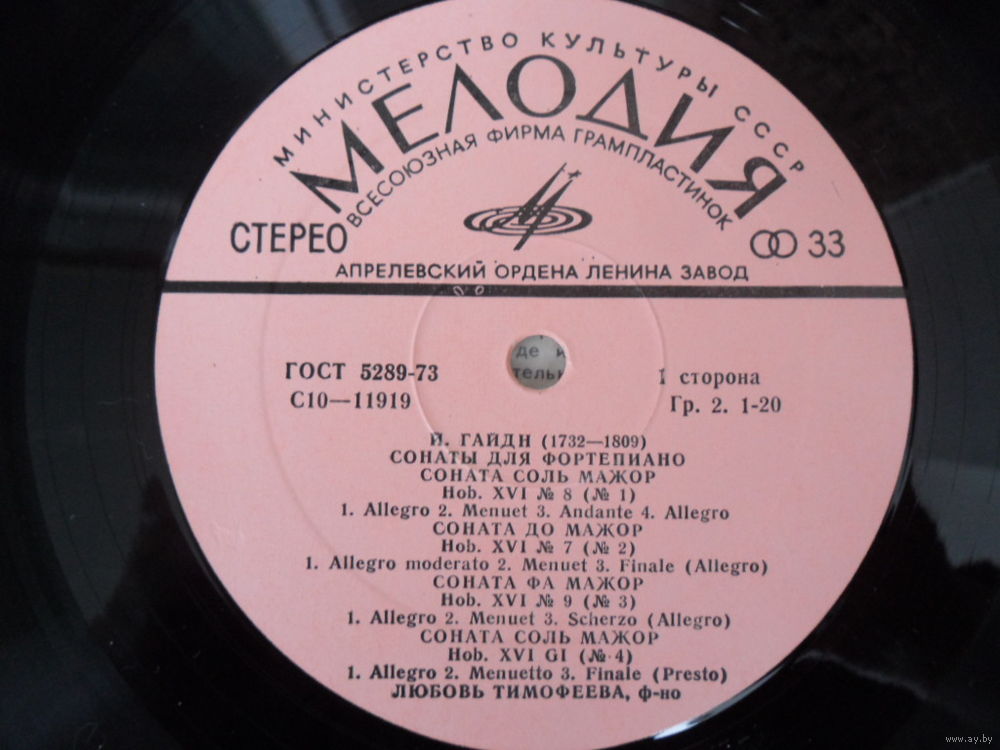 МИНИСТЕРСТВО КУЛЬТУРЫ СССР
МЕЛОДИЯ
ВСЕСОЮЗНАЯ ФИРМА ГРАМПЛАСТИНОК
СТЕРЕО
33
АПРЕЛЕВСКИЙ ОРДЕНА ЛЕНИНА ЗАВОД
ГОСТ 5289-73
1 сторона
С10—11919
Гр. 2. 1-20
Й. ГАЙДН (1732—1809)
СОНАТЫ ДЛЯ ФОРТЕПИАНО
СОНАТА СОЛЬ МАЖОР
Hob. XVI № 8 (№ 1)
1. Allegro 2. Menuet 3. Andante 4. Allegro
СОНАТА ДО МАЖОР
Hob. XVI № 7 (№ 2)
1. Allegro moderato 2. Menuet 3. Finale (Allegro)
СОНАТА ФА МАЖОР
Hob. XVI № 9 (№ 3)
1. Allegro 2. Menuet 3. Scherzo (Allegro)
СОНАТА СОЛЬ МАЖОР
Hob. XVI GI (№ 4)
1. Allegro 2. Menuetto 3. Finale (Presto)
ЛЮБОВЬ ТИМОФЕЕВА, ф-но
www.ay.by